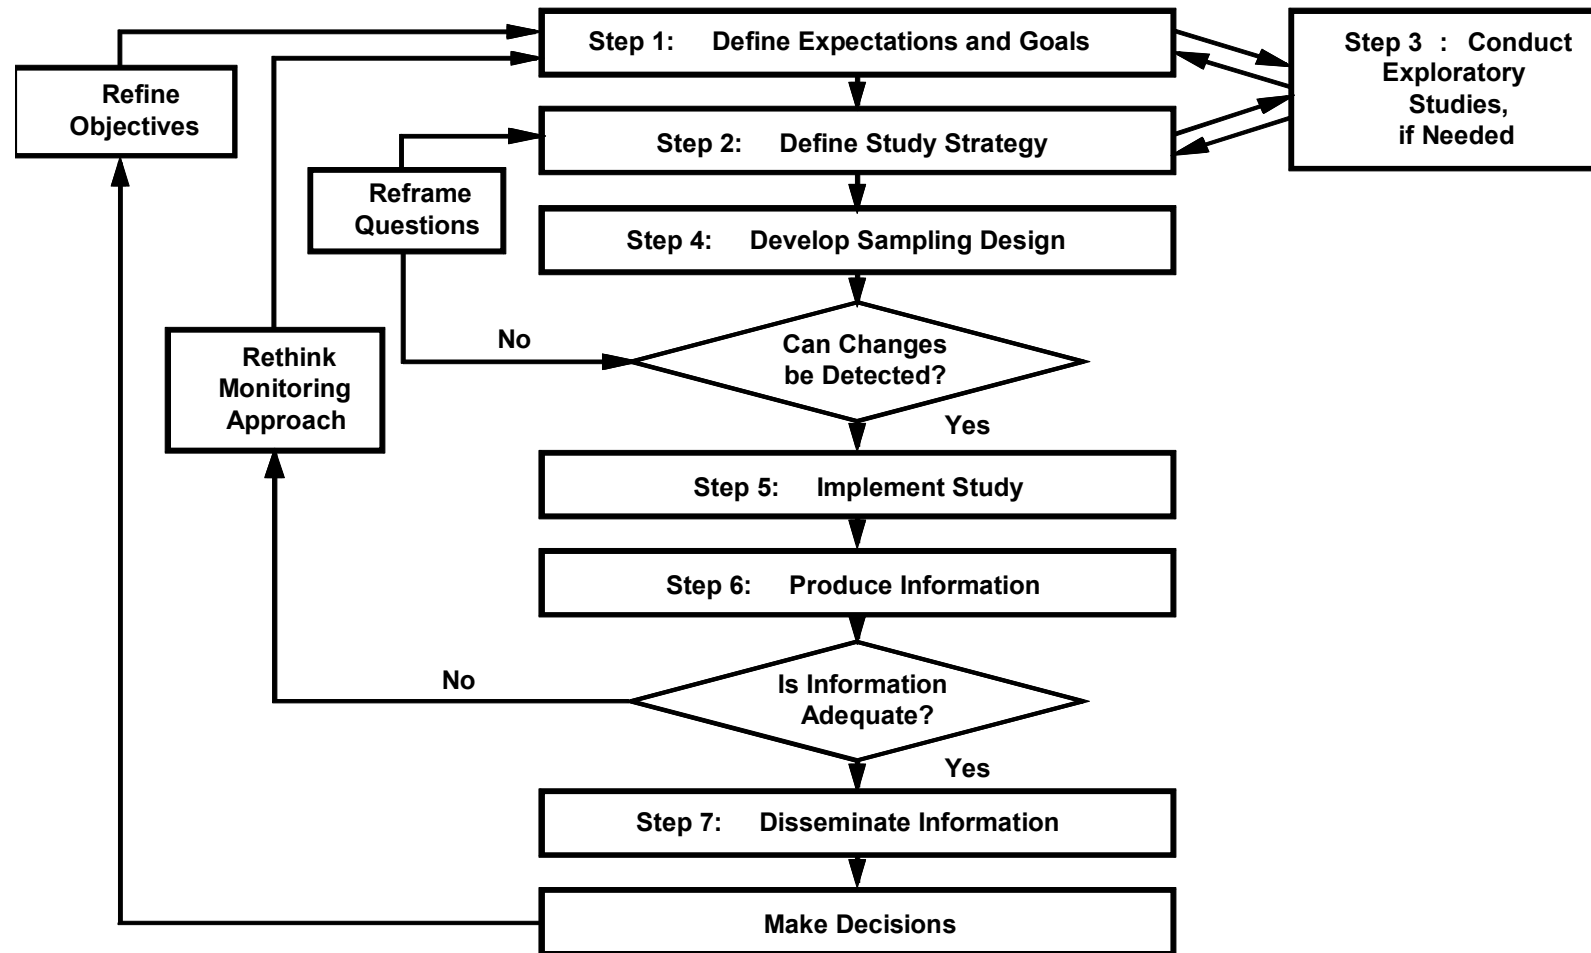 Step 1: Define Expectations and Goals
Step 3 : Conduct
Exploratory
Studies,
if Needed
Refine
Objectives
Step 2: Define Study Strategy
Reframe
Questions
Step 4: Develop Sampling Design
No
Can Changes
be Detected?
Rethink
Monitoring
Approach
Yes
Step 5: Implement Study
Step 6: Produce Information
No
Is Information
Adequate?
Yes
Step 7: Disseminate Information
Make Decisions